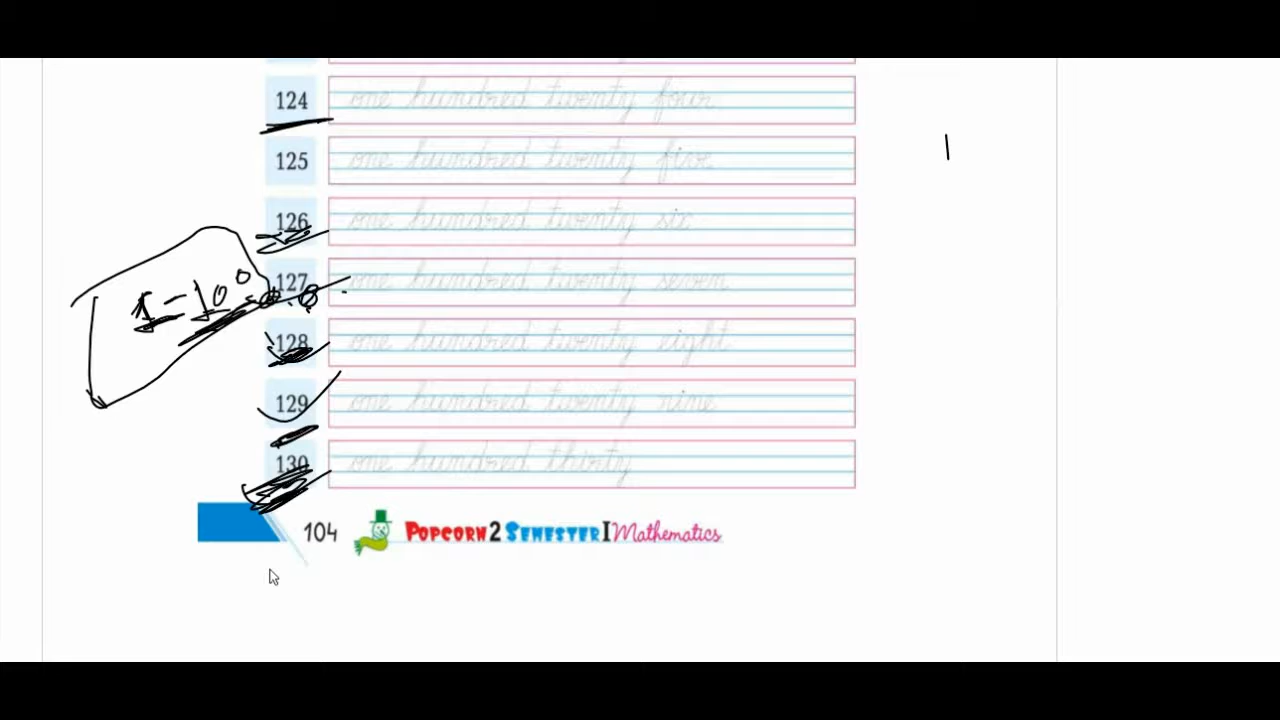 124 one hundred twenty four
125 one hundred twenty five
126 one hundred twenty six
1-100
127 one hundred twenty seven
128 one hundred twenty eight
129 one hundred twenty nine
130 one hundred thirty
104 POPCORN 2 SEMESTER I Mathematics